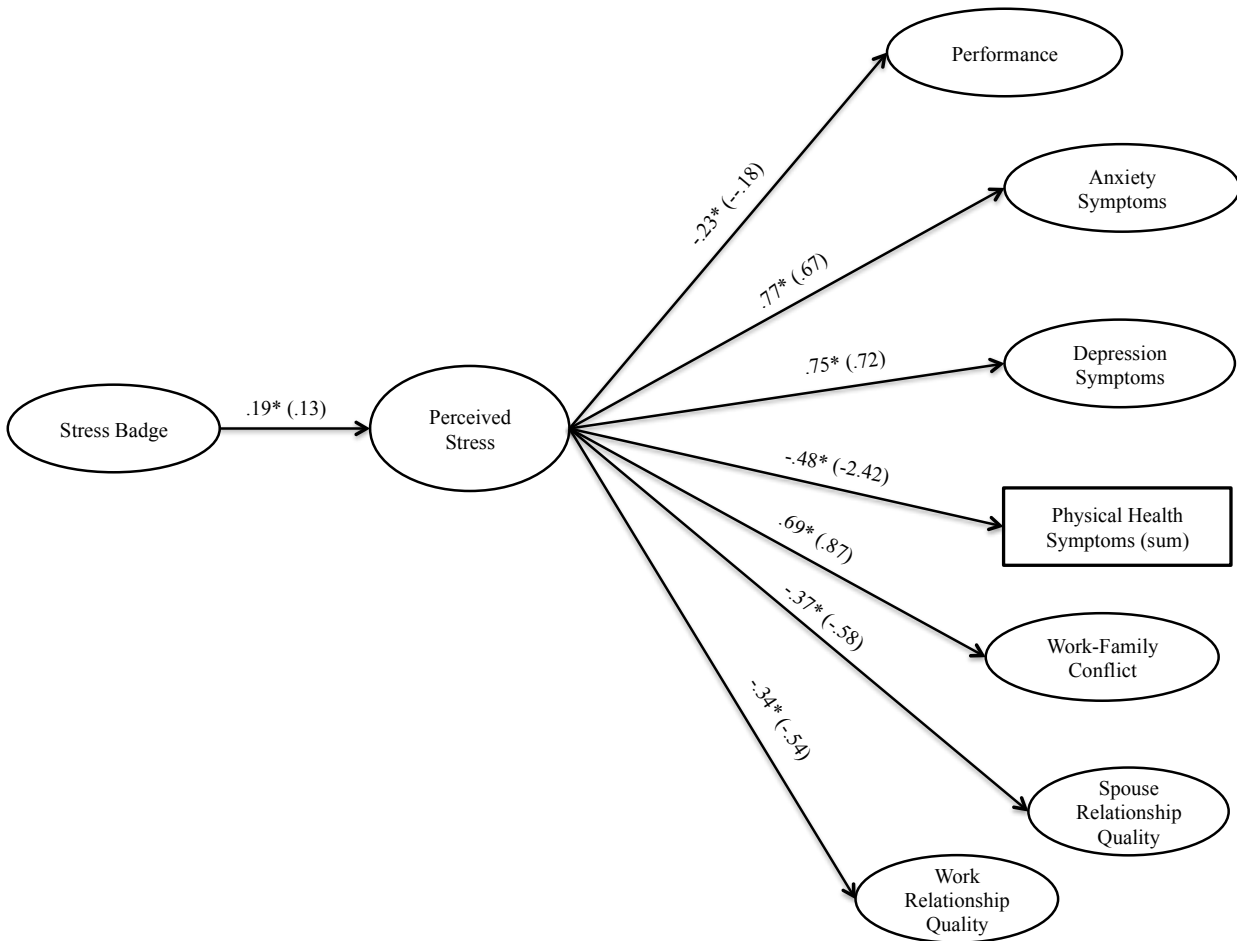 Performance
-.23* (--.18)
Anxiety
Symptoms
.77* (.67)
Depression
Symptoms
.75* (.72)
Stress Badge
.19* (.13)
Perceived
Stress
-.48* (-2.42)
Physical Health
Symptoms (sum)
.69* (.87)
Work-Family
Conflict
-.37* (-.58)
Spouse
Relationship
Quality
-.34* (-.54)
Work
Relationship
Quality